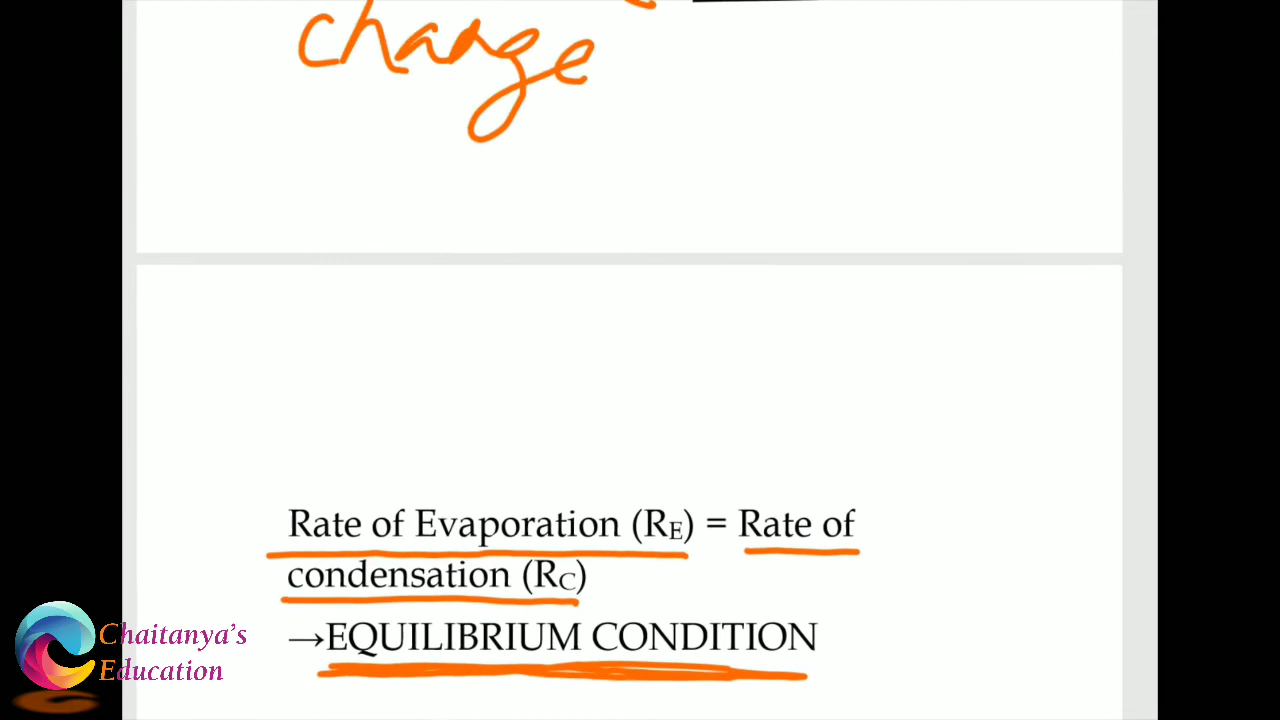 change
Rate of Evaporation (RE) = Rate of
condensation (RC)
→EQUILIBRIUM CONDITION
Chaitanya's
Education